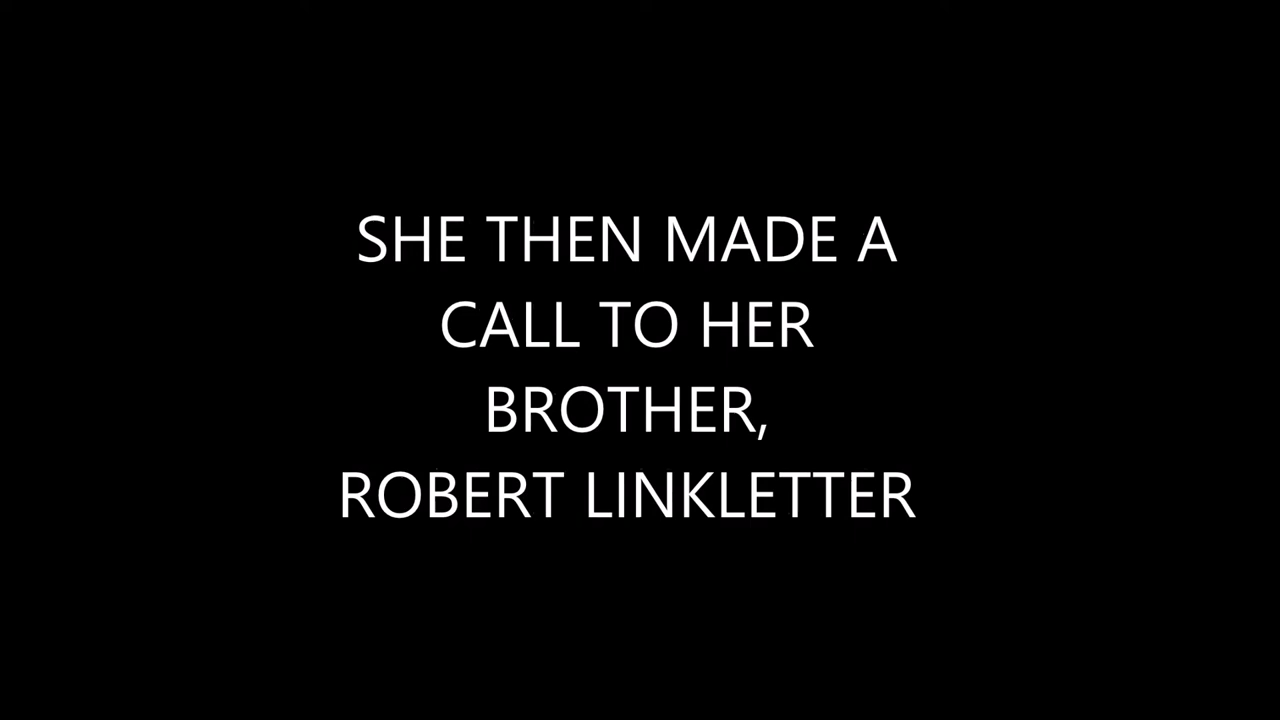 SHE THEN MADE A
CALL TO HER
BROTHER,
ROBERT LINKLETTER